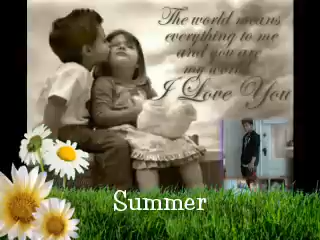 The world means
everything to me
and you are
my world
I Love You
Summer